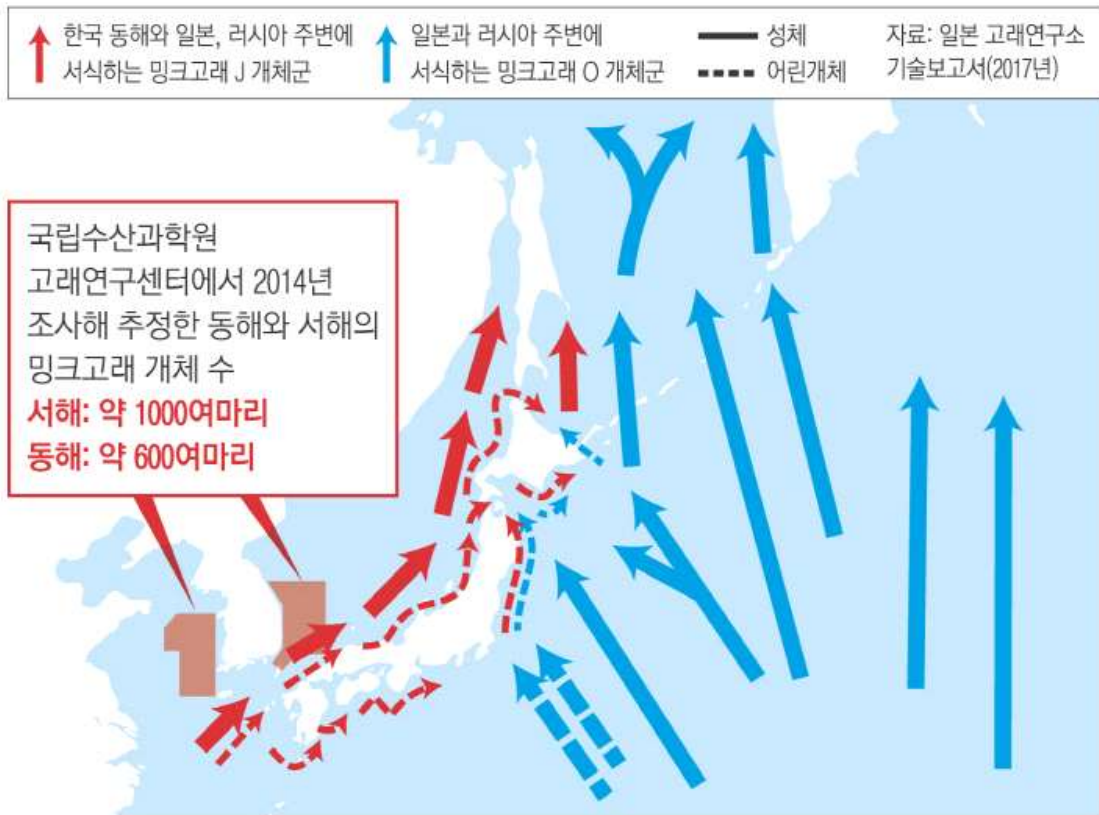 한국 동해와 일본, 러시아 주변에
서식하는 밍크고래 J 개체군
일본과 러시아 주변에
서식하는 밍크고래 O 개체군
성체
어린개체
자료: 일본 고래연구소
기술보고서(2017년)
국립수산과학원
고래연구센터에서 2014년
조사해 추정한 동해와 서해의
밍크고래 개체 수
서해: 약 1000여마리
동해: 약 600여마리